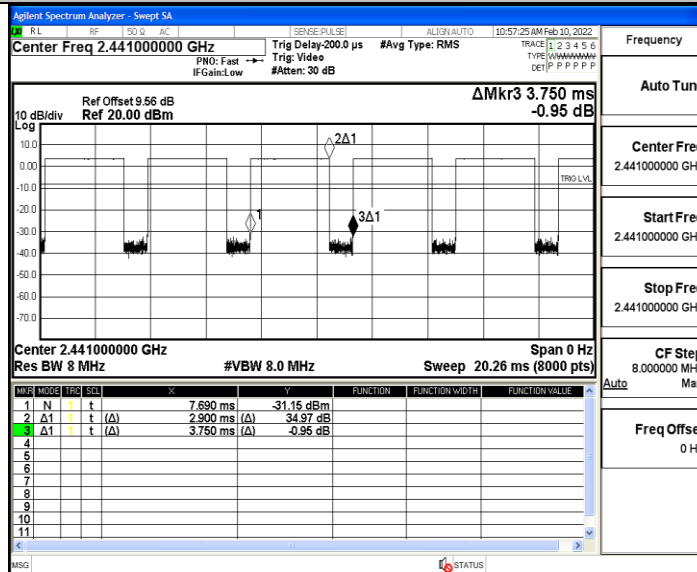 Agilent Spectrum Analyzer - Swept SA
RL RF 50 Ω AC SENSE:PULSE ALIGN AUTO 10:57:25 AM Feb 10, 2022
Center Freq 2.441000000 GHz
PNO: Fast
IFGain:Low
Trig Delay-200.0 µs
Trig: Video
#Atten: 30 dB
#Avg Type: RMS
TRACE 1 2 3 4 5 6
TYPE WWWWWW
DET P P P P P P
Ref Offset 9.56 dB
10 dB/div Ref 20.00 dBm
Log
ΔMkr3 3.750 ms
-0.95 dB
10.0
0.00
-10.0
-20.0
-30.0
-40.0
-50.0
-60.0
-70.0
2Δ1
TRIG LVL
1
3Δ1
Center 2.441000000 GHz Span 0 Hz
Res BW 8 MHz #VBW 8.0 MHz Sweep 20.26 ms (8000 pts)
MKR MODE TRC SCL X Y FUNCTION FUNCTION WIDTH FUNCTION VALUE
1 N 1 t 7.690 ms -31.15 dBm
2 Δ1 1 t (Δ) 2.900 ms (Δ) 34.97 dB
3 Δ1 1 t (Δ) 3.750 ms (Δ) -0.95 dB
4
5
6
7
8
9
10
11
MSG STATUS
Frequency
Auto Tun
Center Fre
2.441000000 GH
Start Fre
2.441000000 GH
Stop Fre
2.441000000 GH
CF Step
8.000000 MH
Auto Ma
Freq Offse
0 H